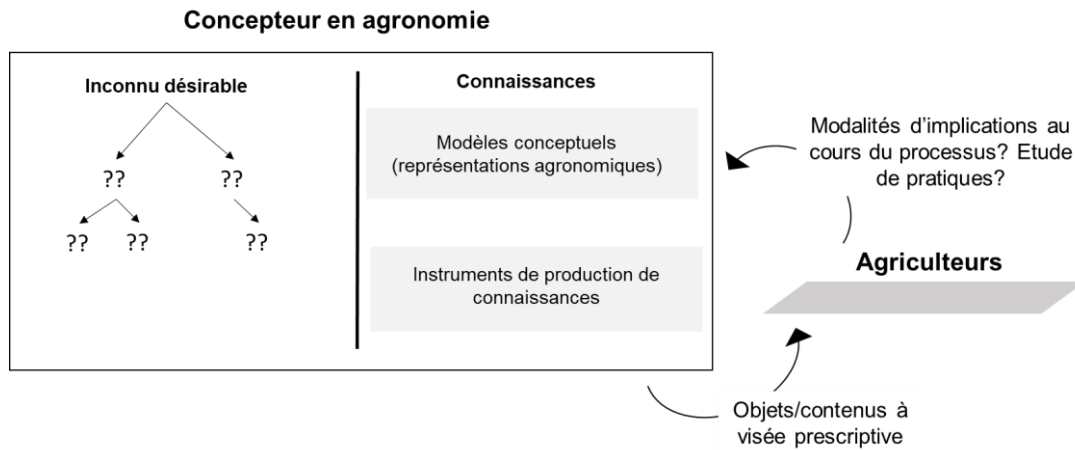 Concepteur en agronomie
Inconnu désirable
??
??
??
??
??
Connaissances
Modèles conceptuels
(représentations agronomiques)
Instruments de production de
connaissances
Modalités d'implications au
cours du processus? Etude
de pratiques?
Agriculteurs
Objets/contenus à
visée prescriptive